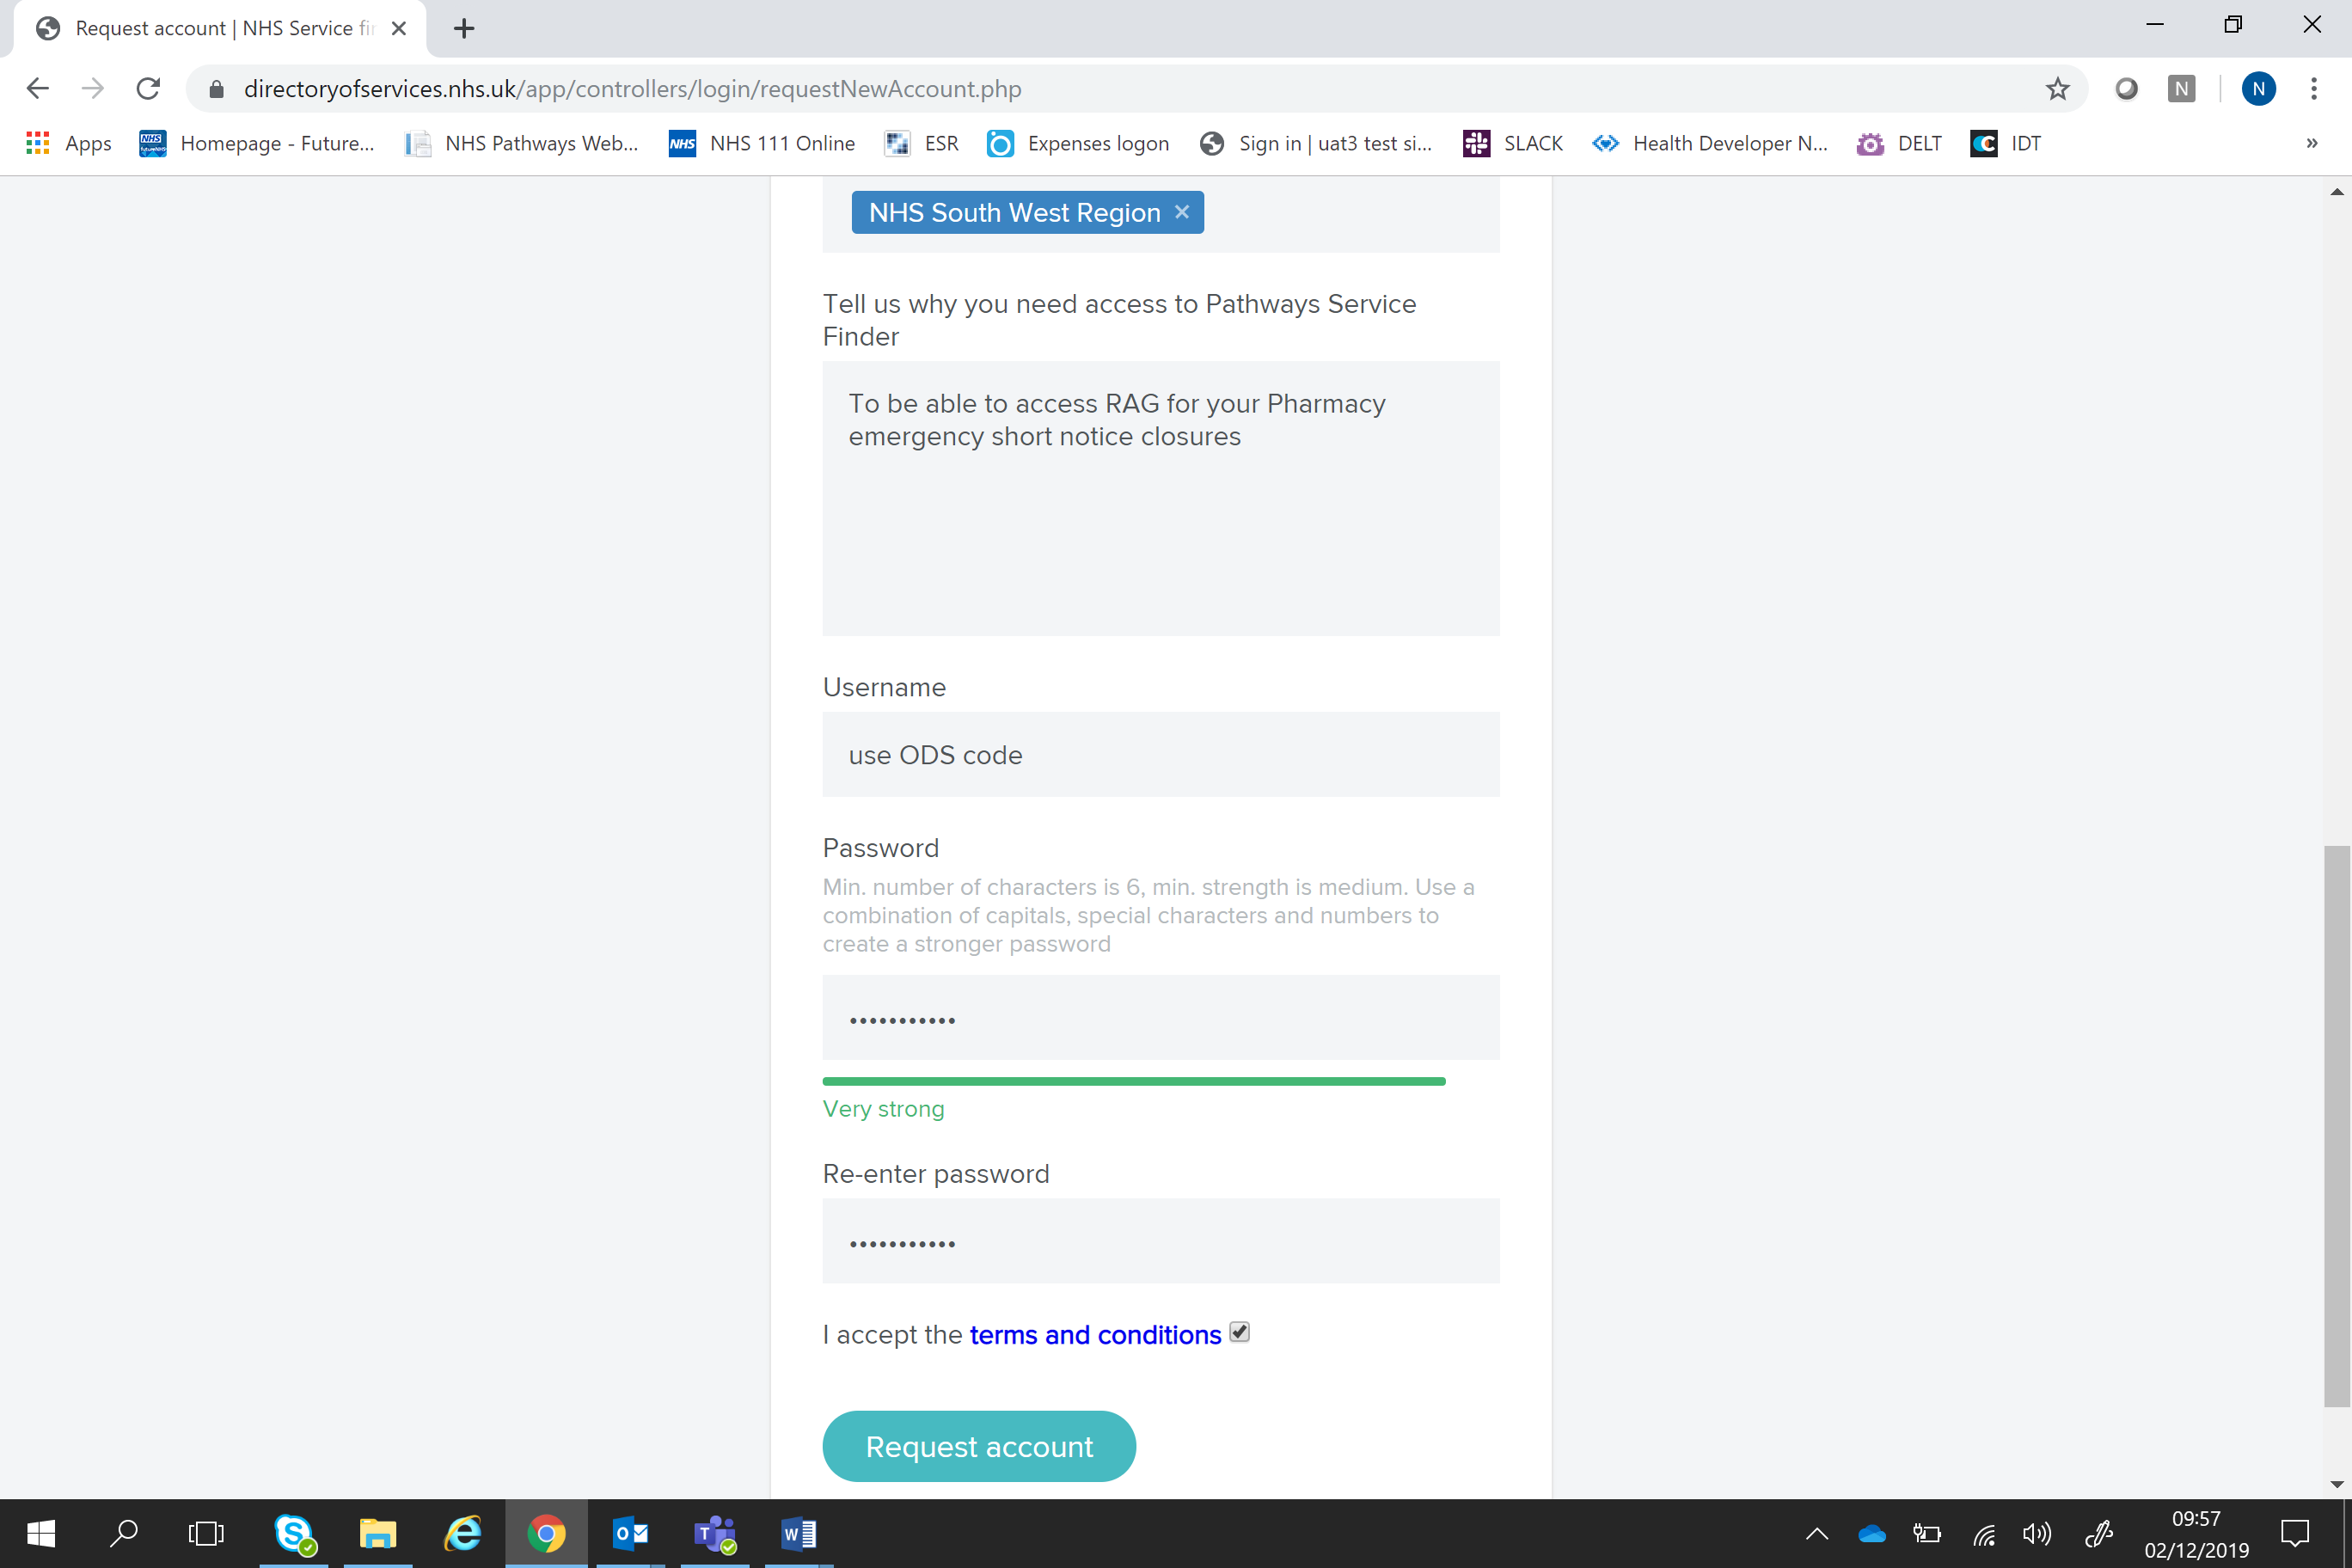 Request account | NHS Service fi
directoryofservices.nhs.uk/app/controllers/login/requestNewAccount.php
N
N
Apps
NHS
Homepage - Future...
NHS Pathways Web...
NHS
NHS 111 Online
ESR
Expenses logon
Sign in | uat3 test si...
SLACK
Health Developer N...
DELT
IDT
»
NHS South West Region ×
Tell us why you need access to Pathways Service
Finder
To be able to access RAG for your Pharmacy
emergency short notice closures
Username
use ODS code
Password
Min. number of characters is 6, min. strength is medium. Use a
combination of capitals, special characters and numbers to
create a stronger password
•••••••••••
Very strong
Re-enter password
•••••••••••
I accept the terms and conditions
Request account
09:57
02/12/2019